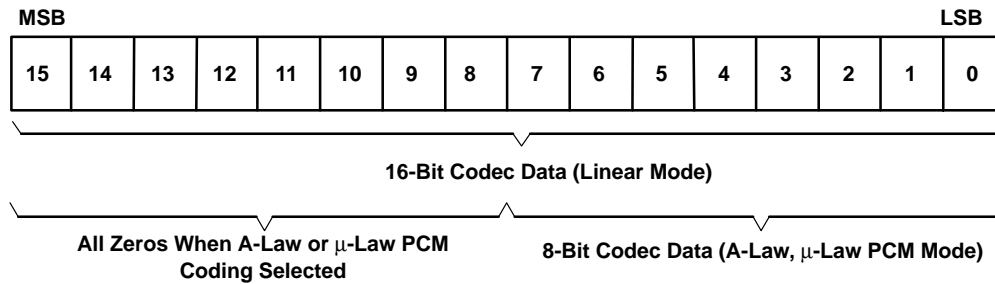 MSB LSB
15 14 13 12 11 10 9 8 7 6 5 4 3 2 1 0
16-Bit Codec Data (Linear Mode)
All Zeros When A-Law or μ-Law PCM
Coding Selected
8-Bit Codec Data (A-Law, μ-Law PCM Mode)